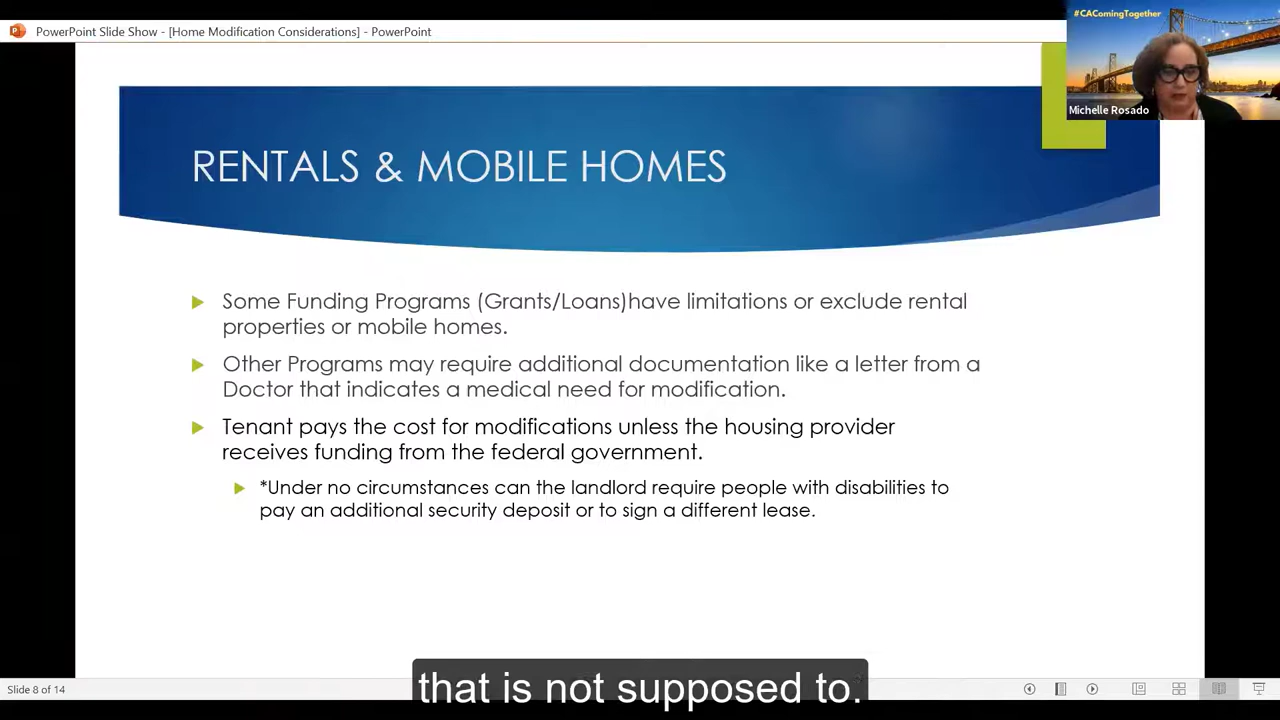 #CAComingTogether
PowerPoint Slide Show - [Home Modification Considerations] - PowerPoint
Michelle Rosado
RENTALS & MOBILE HOMES
Some Funding Programs (Grants/Loans)have limitations or exclude rental
properties or mobile homes.
Other Programs may require additional documentation like a letter from a
Doctor that indicates a medical need for modification.
Tenant pays the cost for modifications unless the housing provider
receives funding from the federal government.
*Under no circumstances can the landlord require people with disabilities to
pay an additional security deposit or to sign a different lease.
that is not supposed to.
Slide 8 of 14